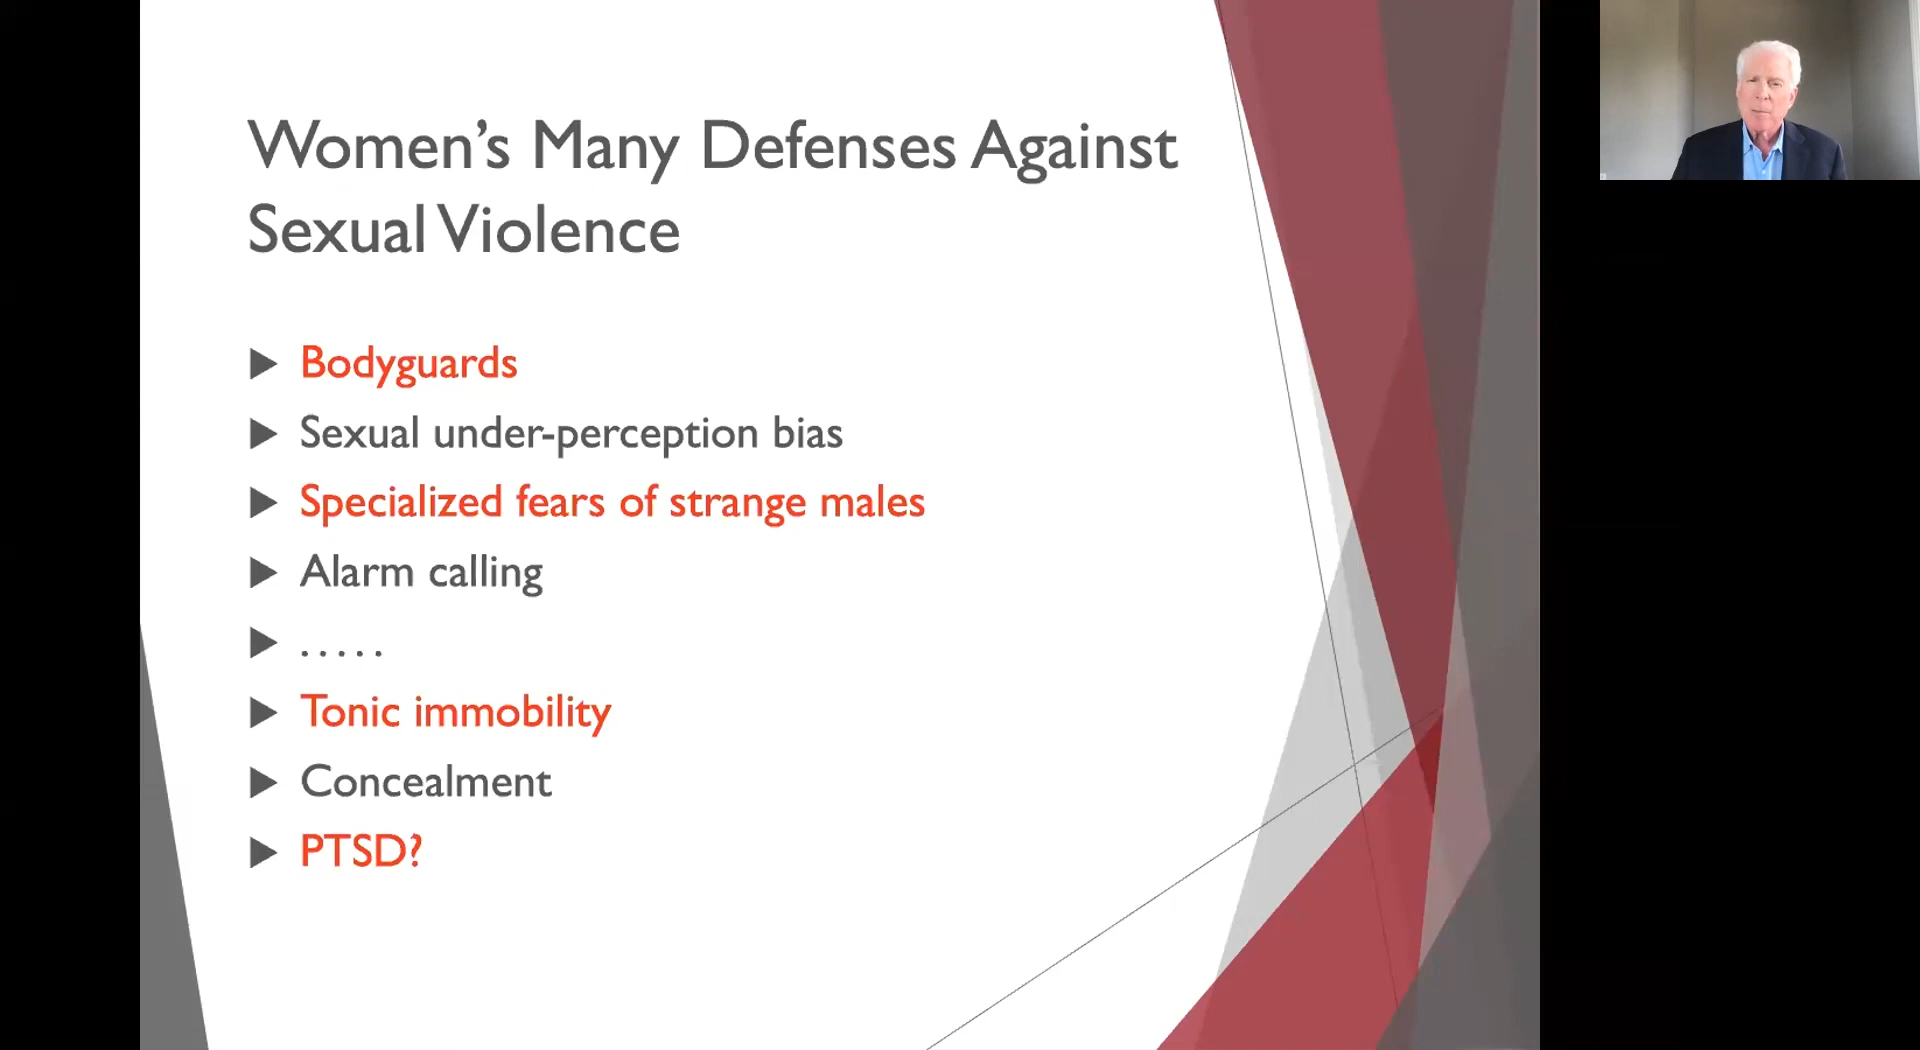 Women’s Many Defenses Against
Sexual Violence
Bodyguards
Sexual under-perception bias
Specialized fears of strange males
Alarm calling
. . . . .
Tonic immobility
Concealment
PTSD?